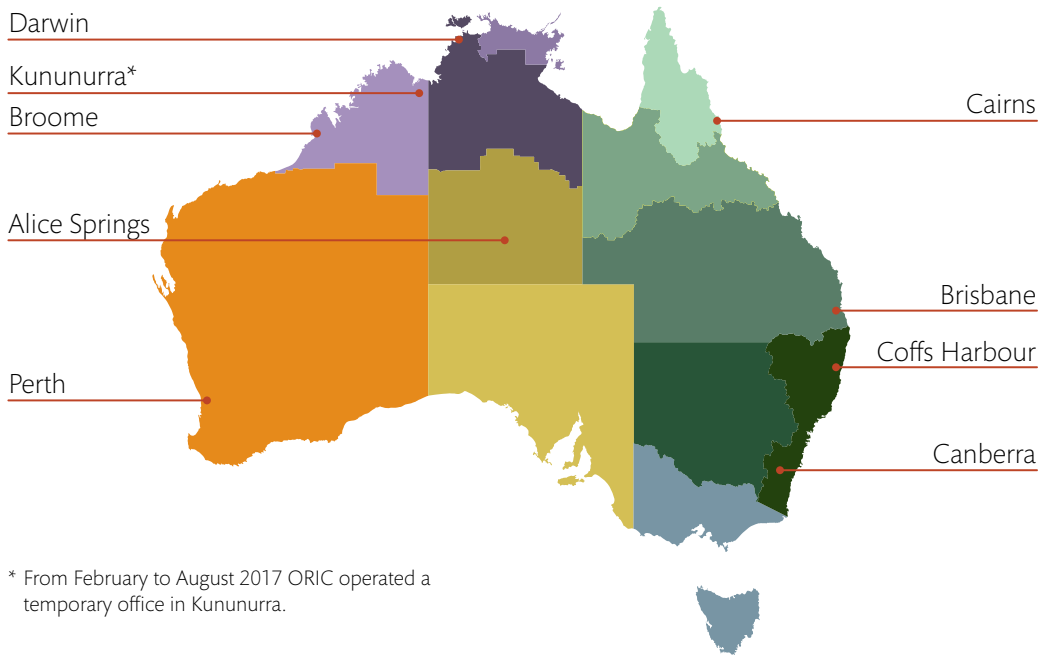 Darwin
Kununurra*
Broome
Alice Springs
Perth
Cairns
Brisbane
Coffs Harbour
Canberra
* From February to August 2017 ORIC operated a
temporary office in Kununurra.